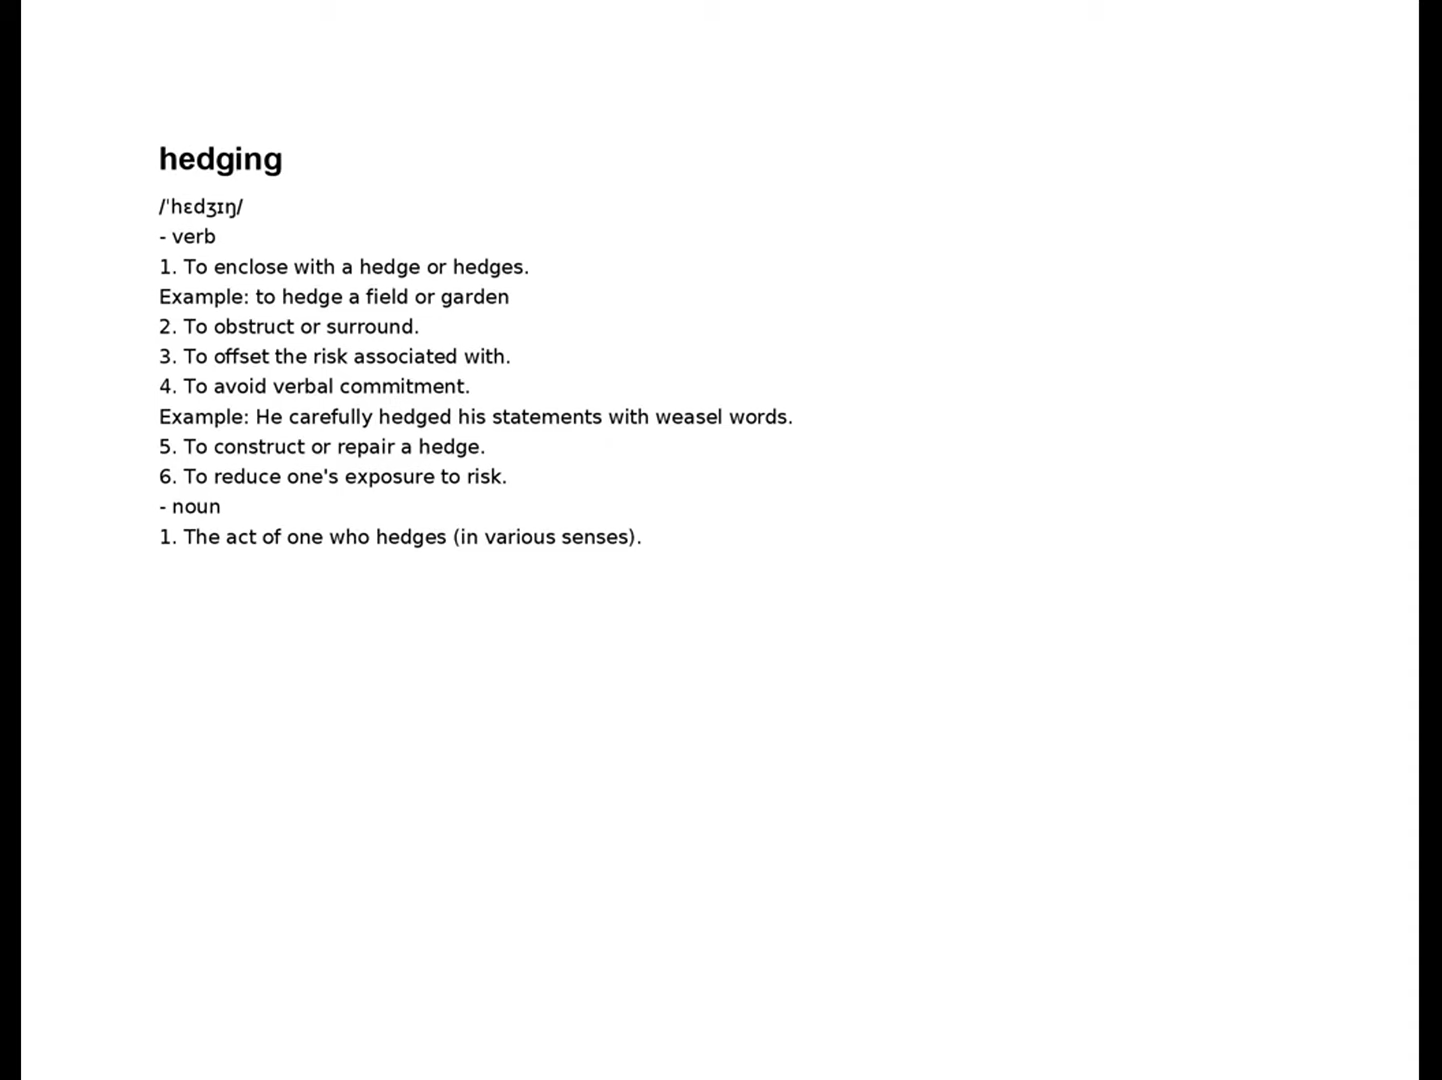 hedging
/ˈhɛdʒɪŋ/
- verb
1. To enclose with a hedge or hedges.
Example: to hedge a field or garden
2. To obstruct or surround.
3. To offset the risk associated with.
4. To avoid verbal commitment.
Example: He carefully hedged his statements with weasel words.
5. To construct or repair a hedge.
6. To reduce one's exposure to risk.
- noun
1. The act of one who hedges (in various senses).